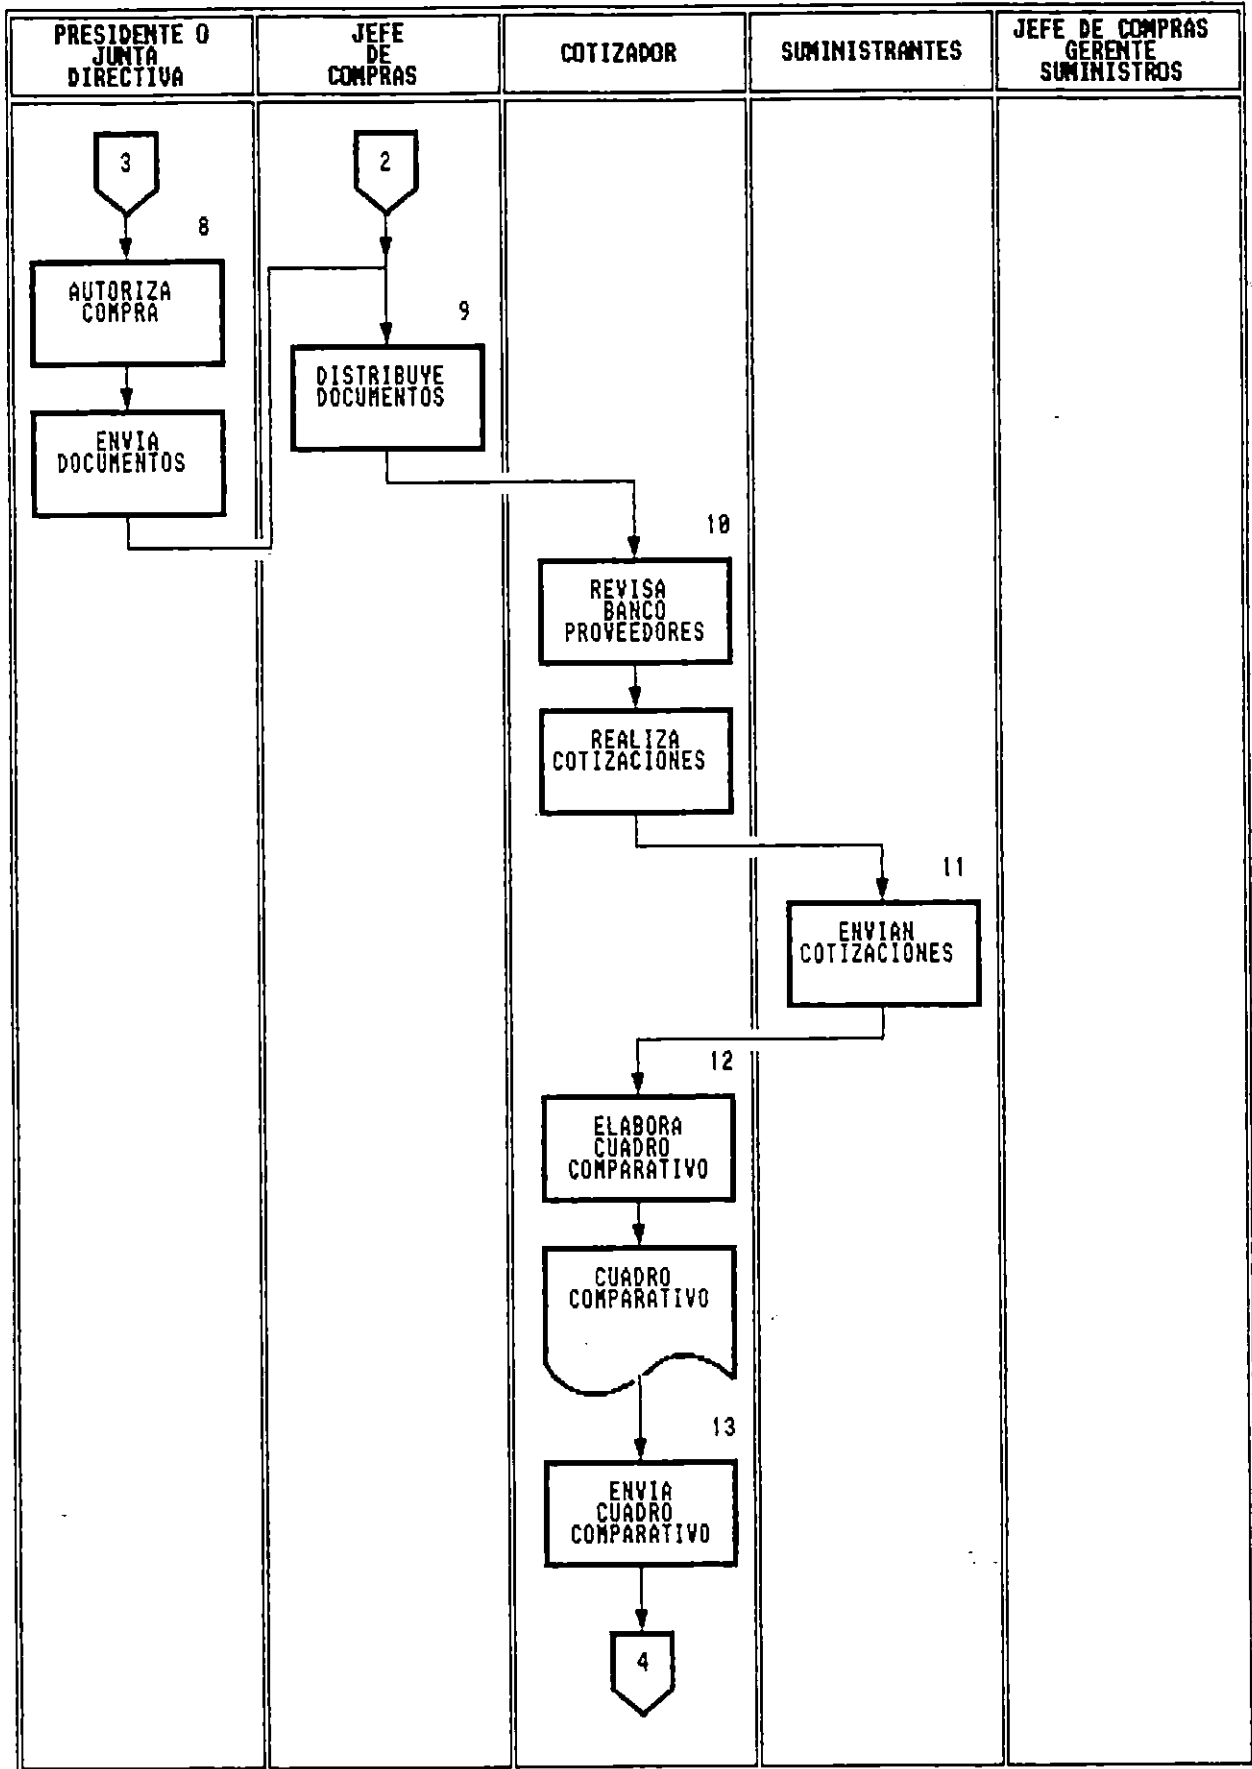 PRESIDENTE O
JUNTA
DIRECTIVA
JEFE
DE
COMPRAS
COTIZADOR
SUMINISTRANTES
JEFE DE COMPRAS
GERENTE
SUMINISTROS
3
2
8
AUTORIZA
COMPRA
9
DISTRIBUYE
DOCUMENTOS
ENVIA
DOCUMENTOS
10
REVISA
BANCO
PROVEEDORES
REALIZA
COTIZACIONES
11
ENVIAN
COTIZACIONES
12
ELABORA
CUADRO
COMPARATIVO
CUADRO
COMPARATIVO
13
ENVIA
CUADRO
COMPARATIVO
4